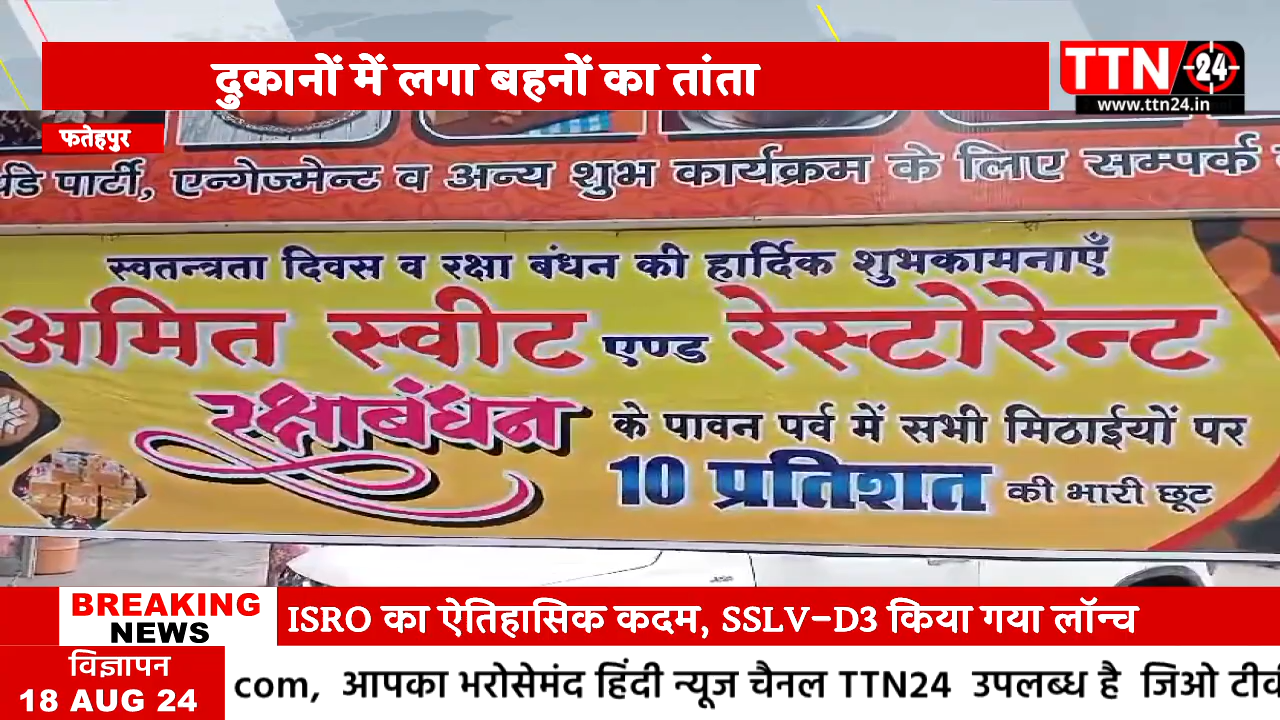 दुकानों में लगा बहनों का तांता
TTN 24
www.ttn24.in
फतेहपुर
पार्टी, एन्गेज्मेन्ट व अन्य शुभ कार्यक्रम के लिए सम्पर्क
स्वतन्त्रता दिवस व रक्षा बंधन की हार्दिक शुभकामनाएँ
अमित स्वीट एण्ड रेस्टोरेन्ट
रक्षाबंधन के पावन पर्व में सभी मिठाईयों पर
10 प्रतिशत की भारी छूट
BREAKING NEWS
ISRO का ऐतिहासिक कदम, SSLV-D3 किया गया लॉन्च
विज्ञापन
18 AUG 24
com, आपका भरोसेमंद हिंदी न्यूज चैनल TTN24 उपलब्ध है जिओ